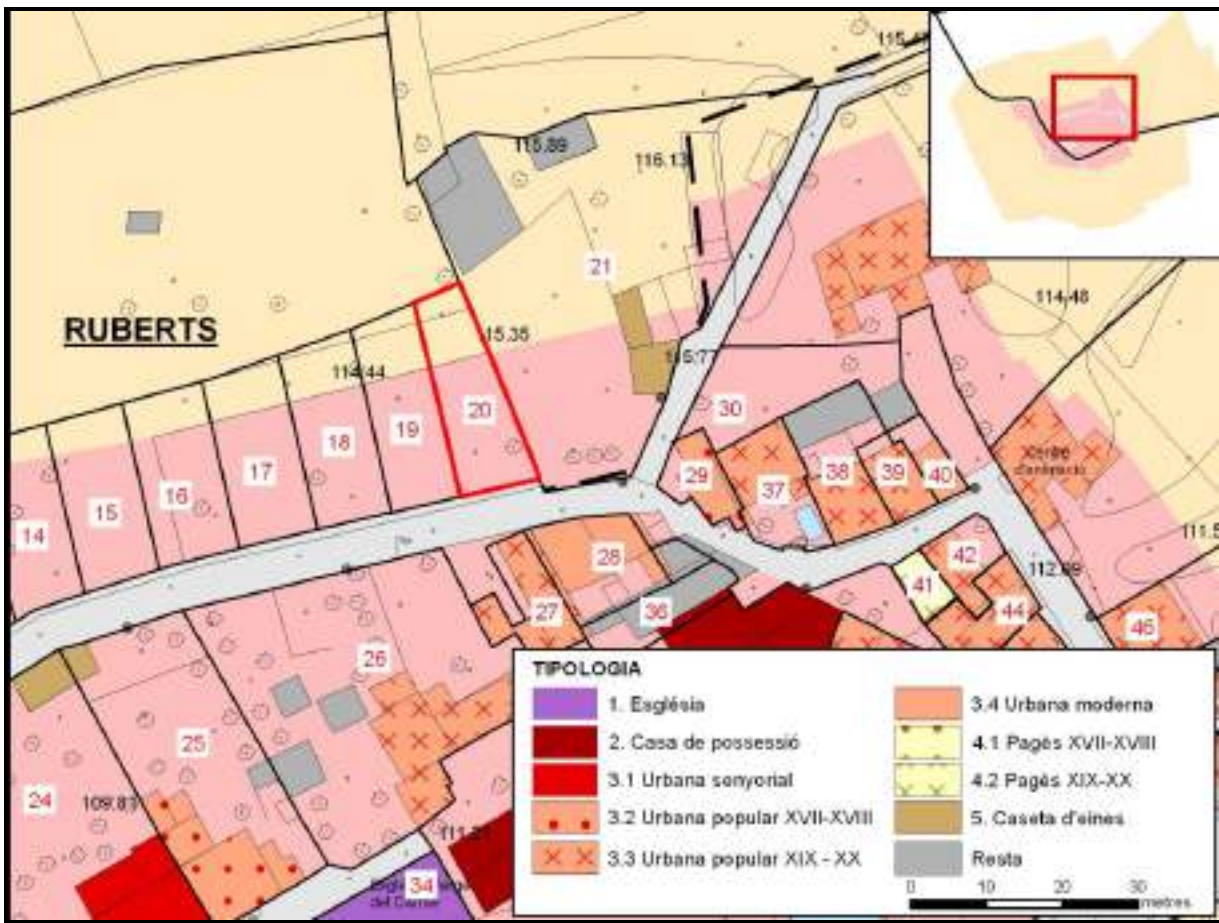 115.89
116.13
21
114.48
RUBERTS
15.35
114.44
115.77
20
30
19
18
17
16
15
14
29
37
38
39
40
28
42
41
112.69
44
46
27
36
26
25
24
109.81
34
TIPOLOGIA
1. Església
2. Casa de possessió
3.1 Urbana senyorial
3.2 Urbana popular XVII-XVIII
3.3 Urbana popular XIX - XX
3.4 Urbana moderna
4.1 Pagès XVII-XVIII
4.2 Pagès XIX-XX
5. Caseta d'eines
Resta
0 10 20 30
metres